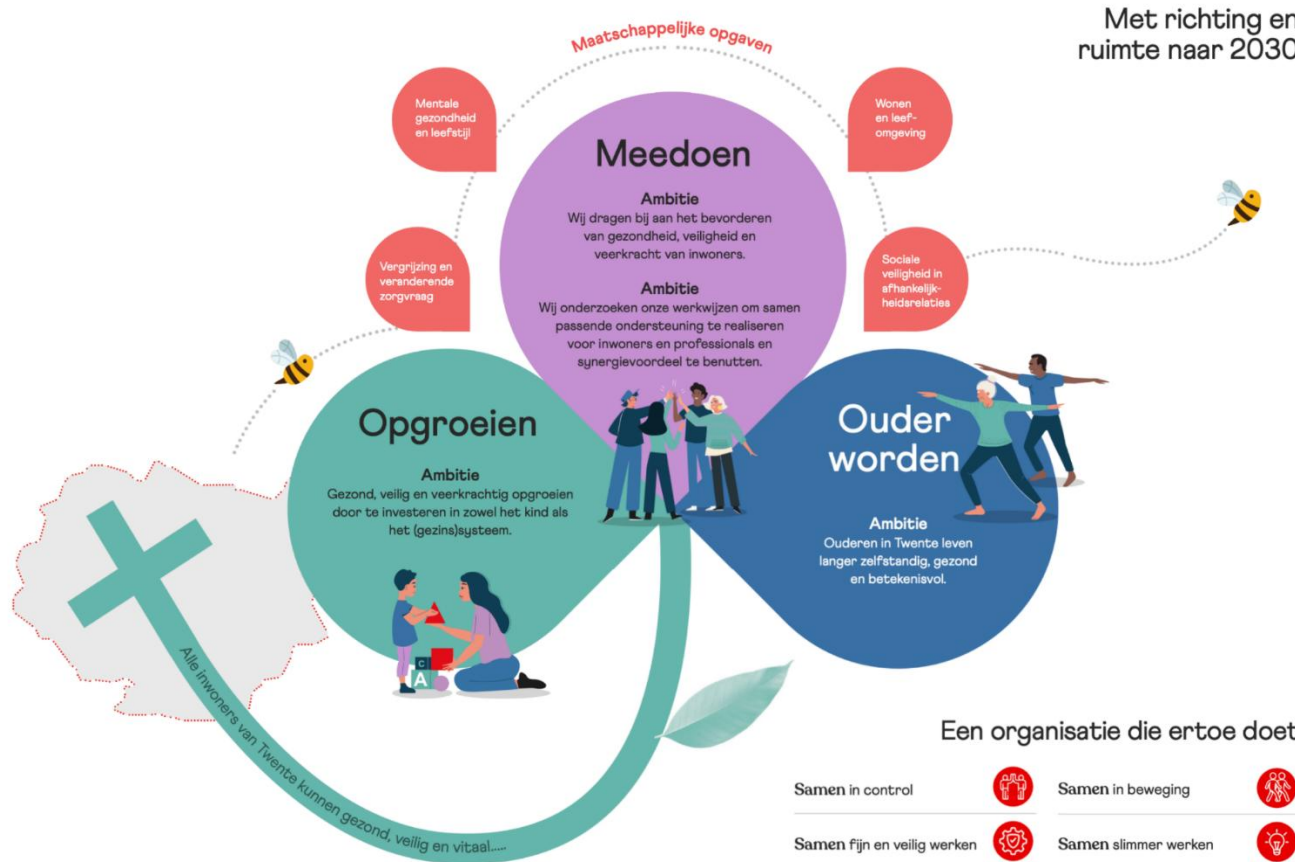 Met richting en
ruimte naar 2030
Maatschappelijke opgaven
Mentale
gezondheid
en leefstijl
Wonen
en leef-
omgeving
Vergrijzing en
veranderende
zorgvraag
Sociale
veiligheid in
afhankelijk-
heidsrelaties
Meedoen
Ambitie
Wij dragen bij aan het bevorderen
van gezondheid, veiligheid en
veerkracht van inwoners.
Ambitie
Wij onderzoeken onze werkwijzen om samen
passende ondersteuning te realiseren
voor inwoners en professionals en
synergievoordeel te benutten.
Opgroeien
Ambitie
Gezond, veilig en veerkrachtig opgroeien
door te investeren in zowel het kind als
het (gezins)systeem.
C
A
Ouder
worden
Ambitie
Ouderen in Twente leven
langer zelfstandig, gezond
en betekenisvol.
Alle inwoners van Twente kunnen gezond, veilig en vitaal.....
Een organisatie die ertoe doet
Samen in control
Samen in beweging
Samen fijn en veilig werken
Samen slimmer werken